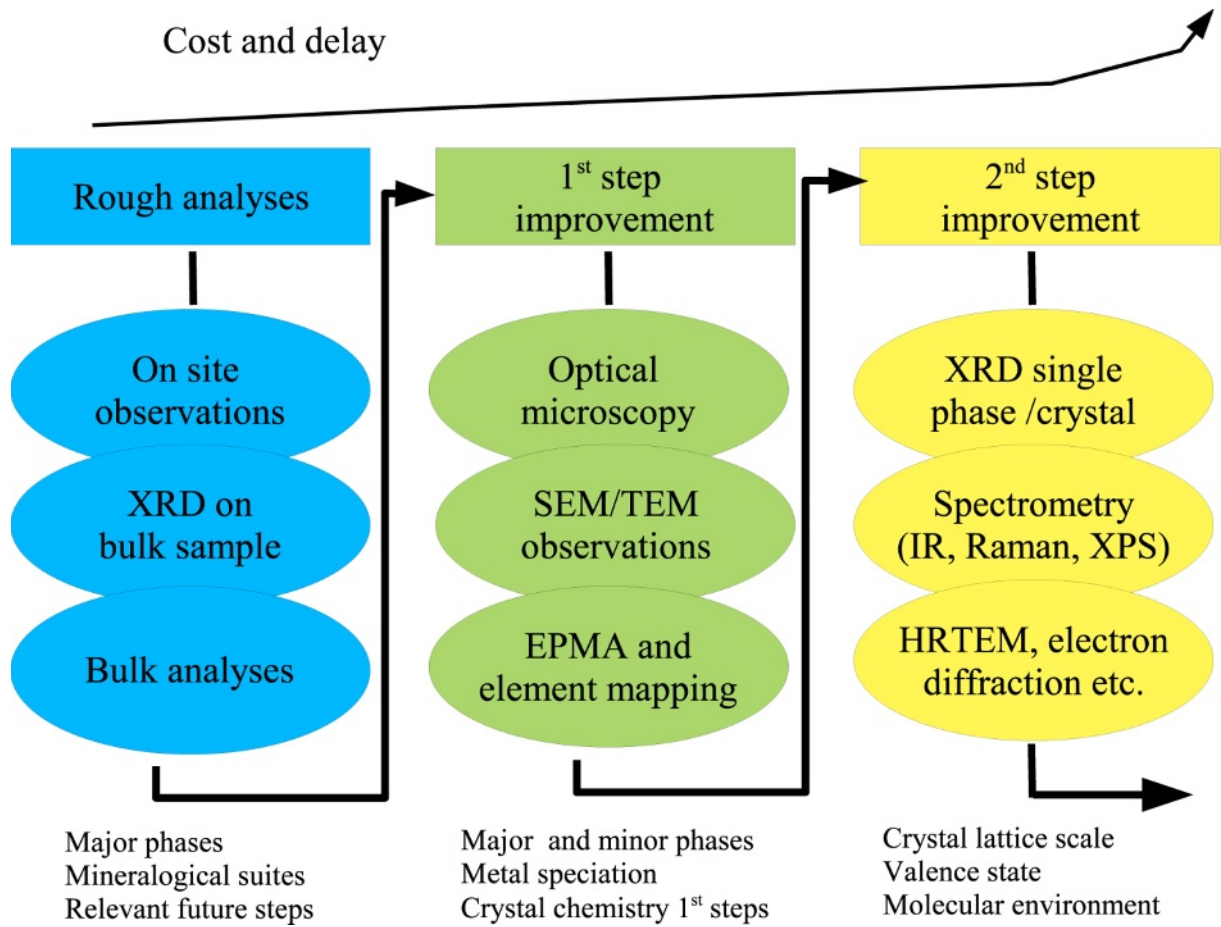 Cost and delay
Rough analyses
On site
observations
XRD on
bulk sample
Bulk analyses
Major phases
Mineralogical suites
Relevant future steps
1st step
improvement
Optical
microscopy
SEM/TEM
observations
EPMA and
element mapping
Major and minor phases
Metal speciation
Crystal chemistry 1st steps
2nd step
improvement
XRD single
phase /crystal
Spectrometry
(IR, Raman, XPS)
HRTEM, electron
diffraction etc.
Crystal lattice scale
Valence state
Molecular environment